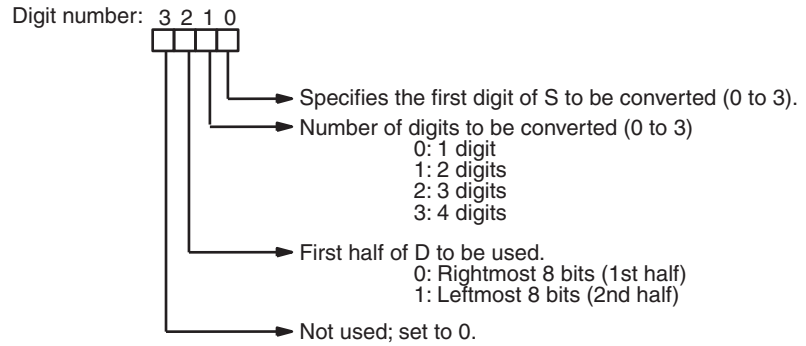 Digit number: 3 2 1 0
Specifies the first digit of S to be converted (0 to 3).
Number of digits to be converted (0 to 3)
0: 1 digit
1: 2 digits
2: 3 digits
3: 4 digits
First half of D to be used.
0: Rightmost 8 bits (1st half)
1: Leftmost 8 bits (2nd half)
Not used; set to 0.